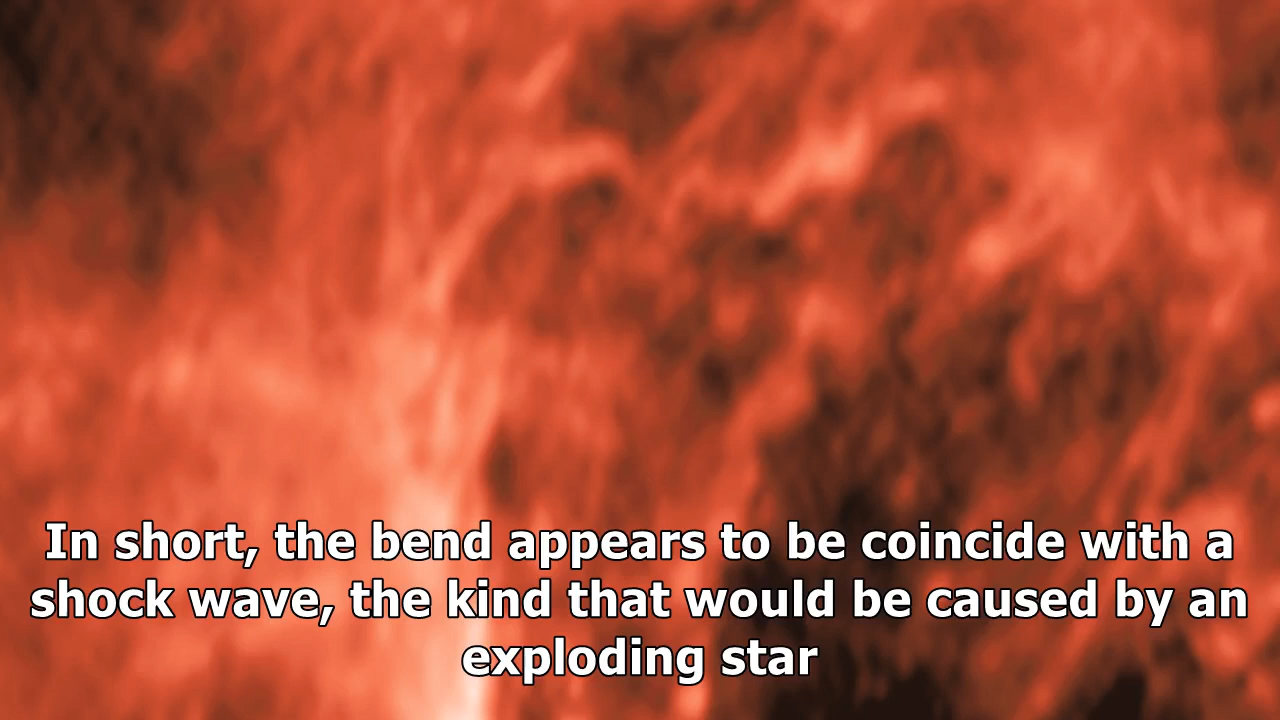 In short, the bend appears to be coincide with a
shock wave, the kind that would be caused by an
exploding star